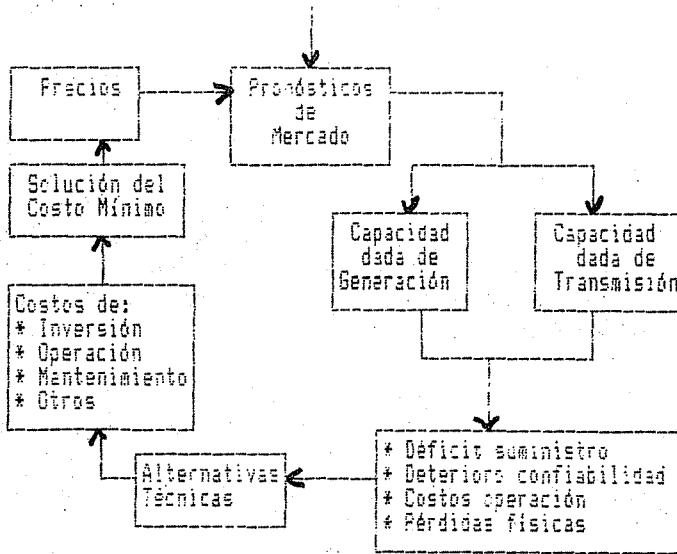 Precios
Pronósticos
de
Mercado
Solución del
Costo Mínimo
Capacidad
dada de
Generación
Capacidad
dada de
Transmisión
Costos de:
* Inversión
* Operación
* Mantenimiento
* Otros
Alternativas
Técnicas
* Déficit suministro
* Deterioro confiabilidad
* Costos operación
* Pérdidas físicas